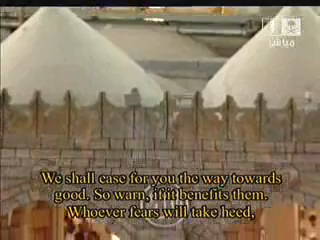 مباشر
We shall ease for you the way towards
good. So warn, if it benefits them.
Whoever fears will take heed,